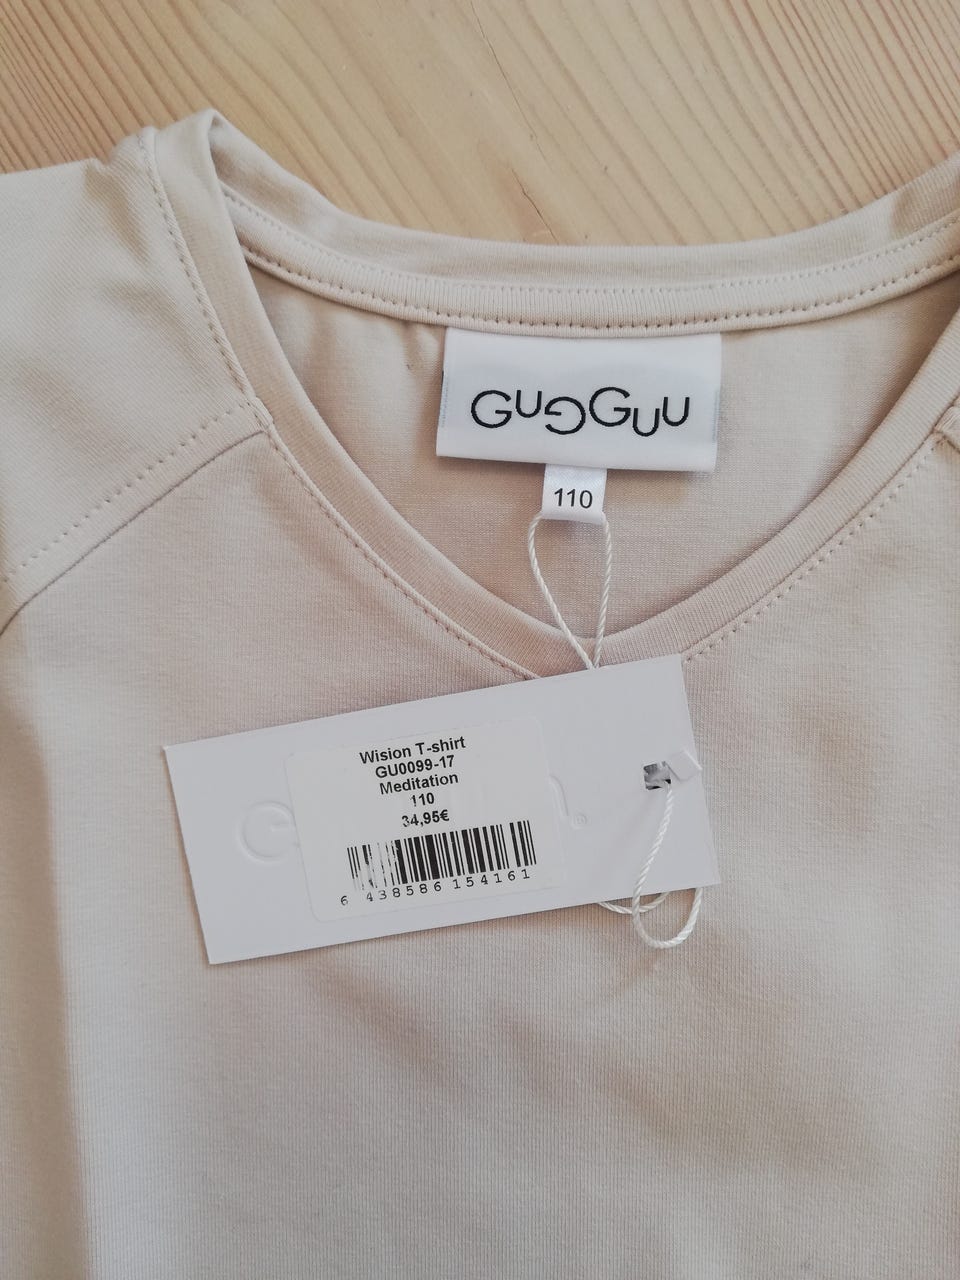 GUGGUU
110
Wision T-shirt
GU0099-17
Meditation
110
34,95€
6 438586 154161
®